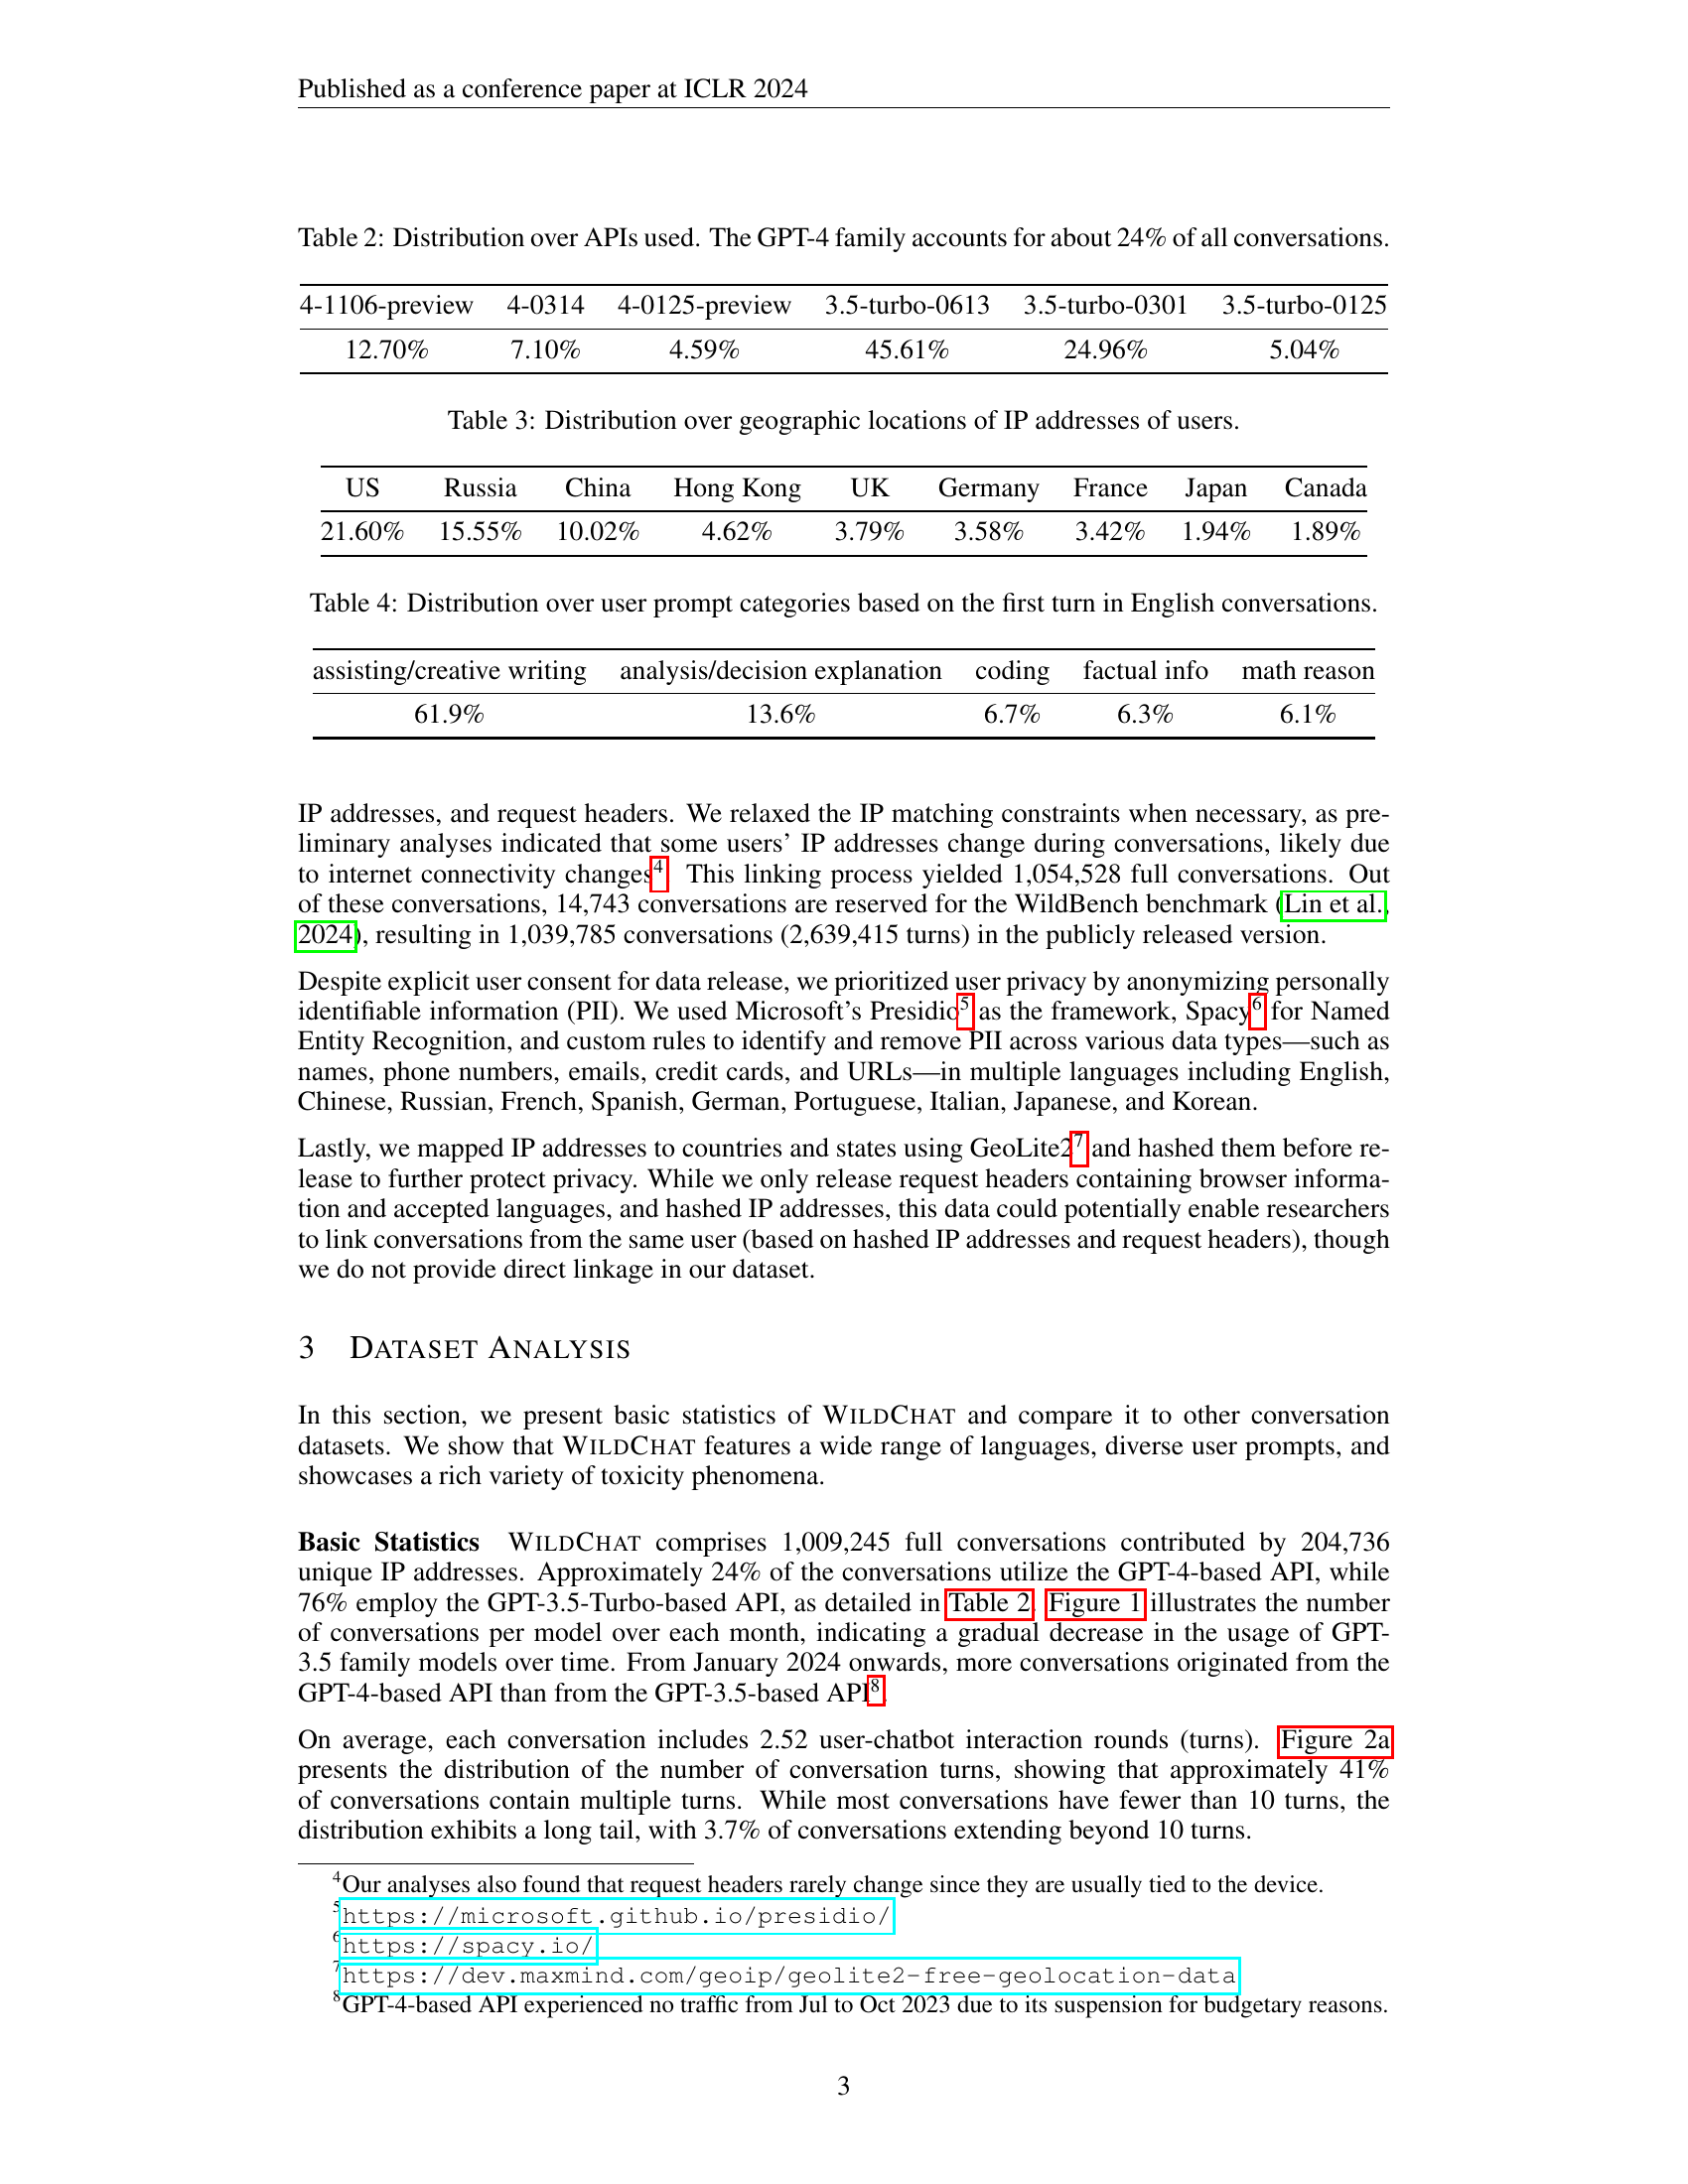 Published as a conference paper at ICLR 2024
Table 2: Distribution over APIs used. The GPT-4 family accounts for about 24% of all conversations.
4-1106-preview 4-0314 4-0125-preview 3.5-turbo-0613 3.5-turbo-0301 3.5-turbo-0125
12.70% 7.10% 4.59% 45.61% 24.96% 5.04%
Table 3: Distribution over geographic locations of IP addresses of users.
US Russia China Hong Kong UK Germany France Japan Canada
21.60% 15.55% 10.02% 4.62% 3.79% 3.58% 3.42% 1.94% 1.89%
Table 4: Distribution over user prompt categories based on the first turn in English conversations.
assisting/creative writing analysis/decision explanation coding factual info math reason
61.9% 13.6% 6.7% 6.3% 6.1%
IP addresses, and request headers. We relaxed the IP matching constraints when necessary, as pre-
liminary analyses indicated that some users' IP addresses change during conversations, likely due
to internet connectivity changes4. This linking process yielded 1,054,528 full conversations. Out
of these conversations, 14,743 conversations are reserved for the WildBench benchmark (Lin et al.,
2024), resulting in 1,039,785 conversations (2,639,415 turns) in the publicly released version.
Despite explicit user consent for data release, we prioritized user privacy by anonymizing personally
identifiable information (PII). We used Microsoft's Presidio5 as the framework, Spacy6 for Named
Entity Recognition, and custom rules to identify and remove PII across various data types—such as
names, phone numbers, emails, credit cards, and URLs—in multiple languages including English,
Chinese, Russian, French, Spanish, German, Portuguese, Italian, Japanese, and Korean.
Lastly, we mapped IP addresses to countries and states using GeoLite27 and hashed them before re-
lease to further protect privacy. While we only release request headers containing browser informa-
tion and accepted languages, and hashed IP addresses, this data could potentially enable researchers
to link conversations from the same user (based on hashed IP addresses and request headers), though
we do not provide direct linkage in our dataset.
3 DATASET ANALYSIS
In this section, we present basic statistics of WILDCHAT and compare it to other conversation
datasets. We show that WILDCHAT features a wide range of languages, diverse user prompts, and
showcases a rich variety of toxicity phenomena.
Basic Statistics WILDCHAT comprises 1,009,245 full conversations contributed by 204,736
unique IP addresses. Approximately 24% of the conversations utilize the GPT-4-based API, while
76% employ the GPT-3.5-Turbo-based API, as detailed in Table 2. Figure 1 illustrates the number
of conversations per model over each month, indicating a gradual decrease in the usage of GPT-
3.5 family models over time. From January 2024 onwards, more conversations originated from the
GPT-4-based API than from the GPT-3.5-based API8.
On average, each conversation includes 2.52 user-chatbot interaction rounds (turns). Figure 2a
presents the distribution of the number of conversation turns, showing that approximately 41%
of conversations contain multiple turns. While most conversations have fewer than 10 turns, the
distribution exhibits a long tail, with 3.7% of conversations extending beyond 10 turns.
4Our analyses also found that request headers rarely change since they are usually tied to the device.
5https://microsoft.github.io/presidio/
6https://spacy.io/
7https://dev.maxmind.com/geoip/geolite2-free-geolocation-data
8GPT-4-based API experienced no traffic from Jul to Oct 2023 due to its suspension for budgetary reasons.
3